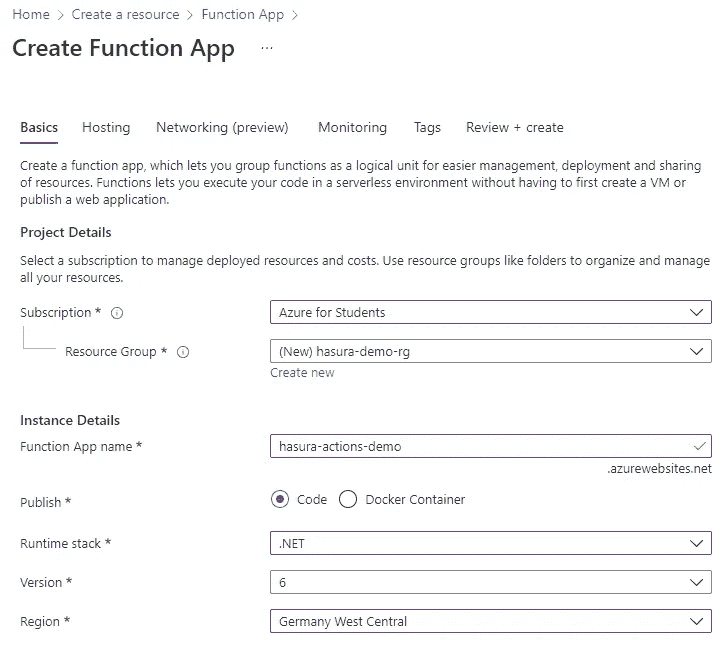 Home > Create a resource > Function App >
Create Function App ...
Basics Hosting Networking (preview) Monitoring Tags Review + create
Create a function app, which lets you group functions as a logical unit for easier management, deployment and sharing
of resources. Functions lets you execute your code in a serverless environment without having to first create a VM or
publish a web application.
Project Details
Select a subscription to manage deployed resources and costs. Use resource groups like folders to organize and manage
all your resources.
Subscription * Azure for Students
Resource Group * (New) hasura-demo-rg
Create new
Instance Details
Function App name * hasura-actions-demo
.azurewebsites.net
Publish * Code Docker Container
Runtime stack * .NET
Version * 6
Region * Germany West Central